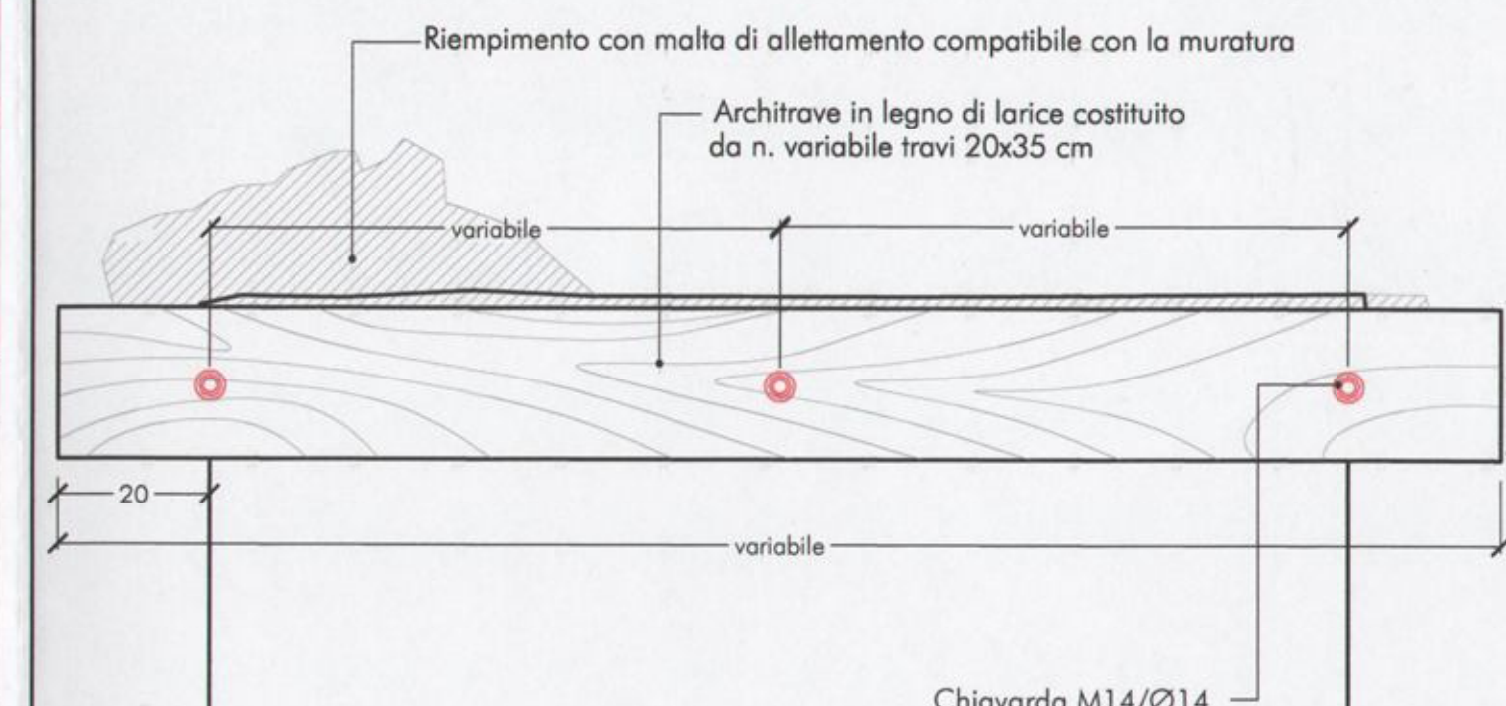 Riempimento con malta di allettamento compatibile con la muratura
Architrave in legno di larice costituito
da n. variabile travi 20x35 cm
variabile
variabile
20
variabile
Chiavarda M14/Ø14